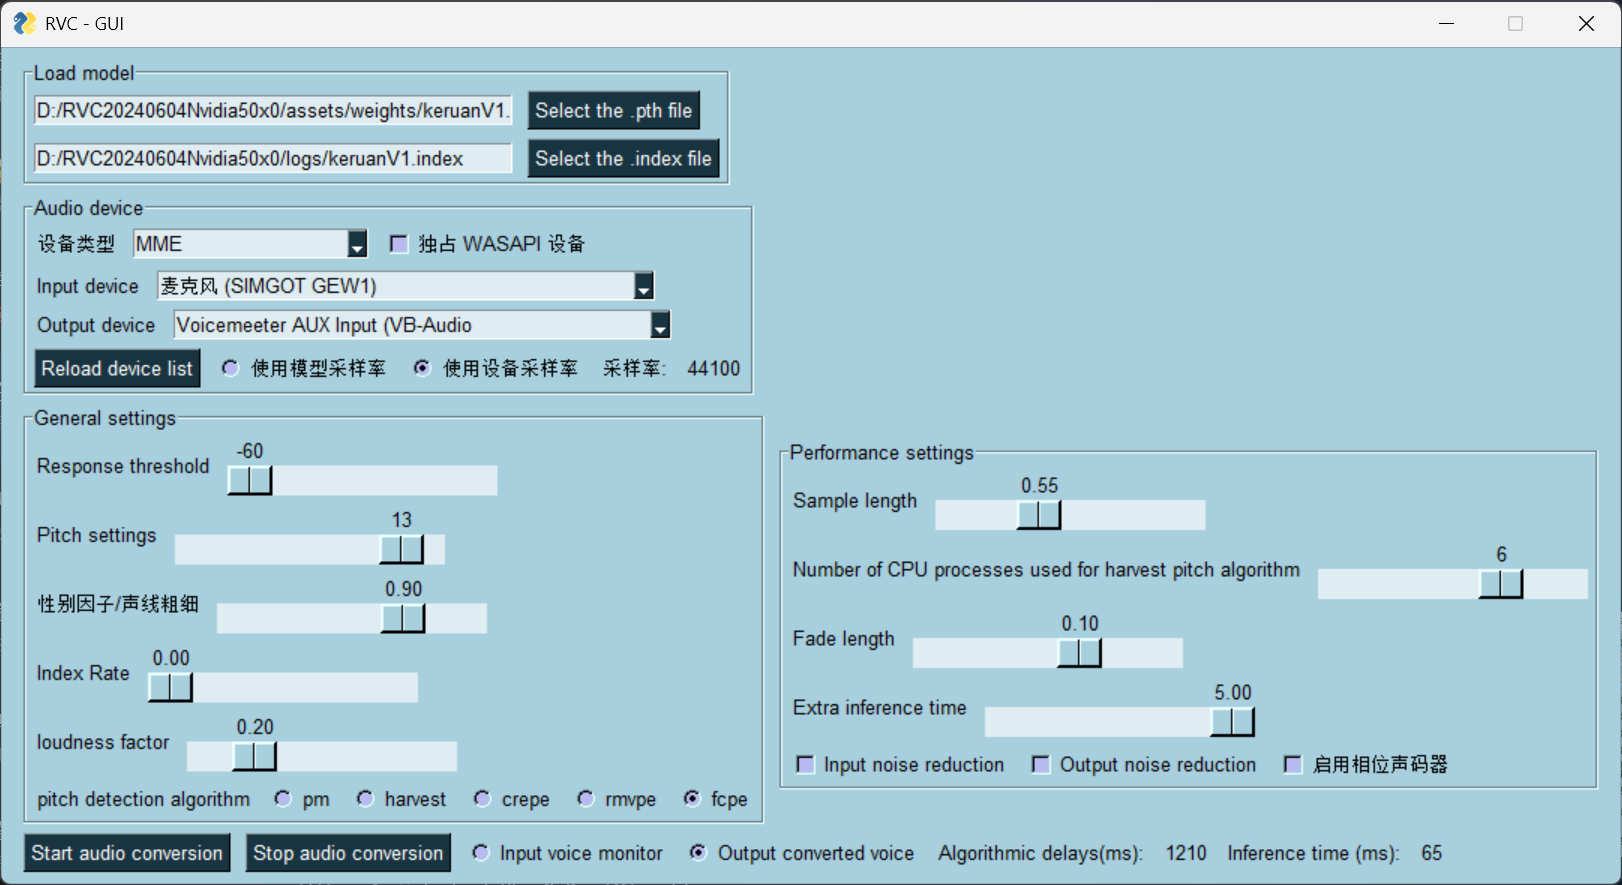 RVC - GUI
Load model
D:/RVC20240604Nvidia50x0/assets/weights/keruanV1.
Select the .pth file
D:/RVC20240604Nvidia50x0/logs/keruanV1.index
Select the .index file
Audio device
设备类型 MME 独占 WASAPI 设备
Input device 麦克风 (SIMGOT GEW1)
Output device Voicemeeter AUX Input (VB-Audio
Reload device list 使用模型采样率 使用设备采样率 采样率: 44100
General settings
-60
Response threshold
13
Pitch settings
0.90
性别因子/声线粗细
0.00
Index Rate
0.20
loudness factor
pitch detection algorithm pm harvest crepe rmvpe fcpe
Performance settings
0.55
Sample length
6
Number of CPU processes used for harvest pitch algorithm
0.10
Fade length
5.00
Extra inference time
Input noise reduction Output noise reduction 启用相位声码器
Start audio conversion Stop audio conversion Input voice monitor Output converted voice Algorithmic delays(ms): 1210 Inference time (ms): 65